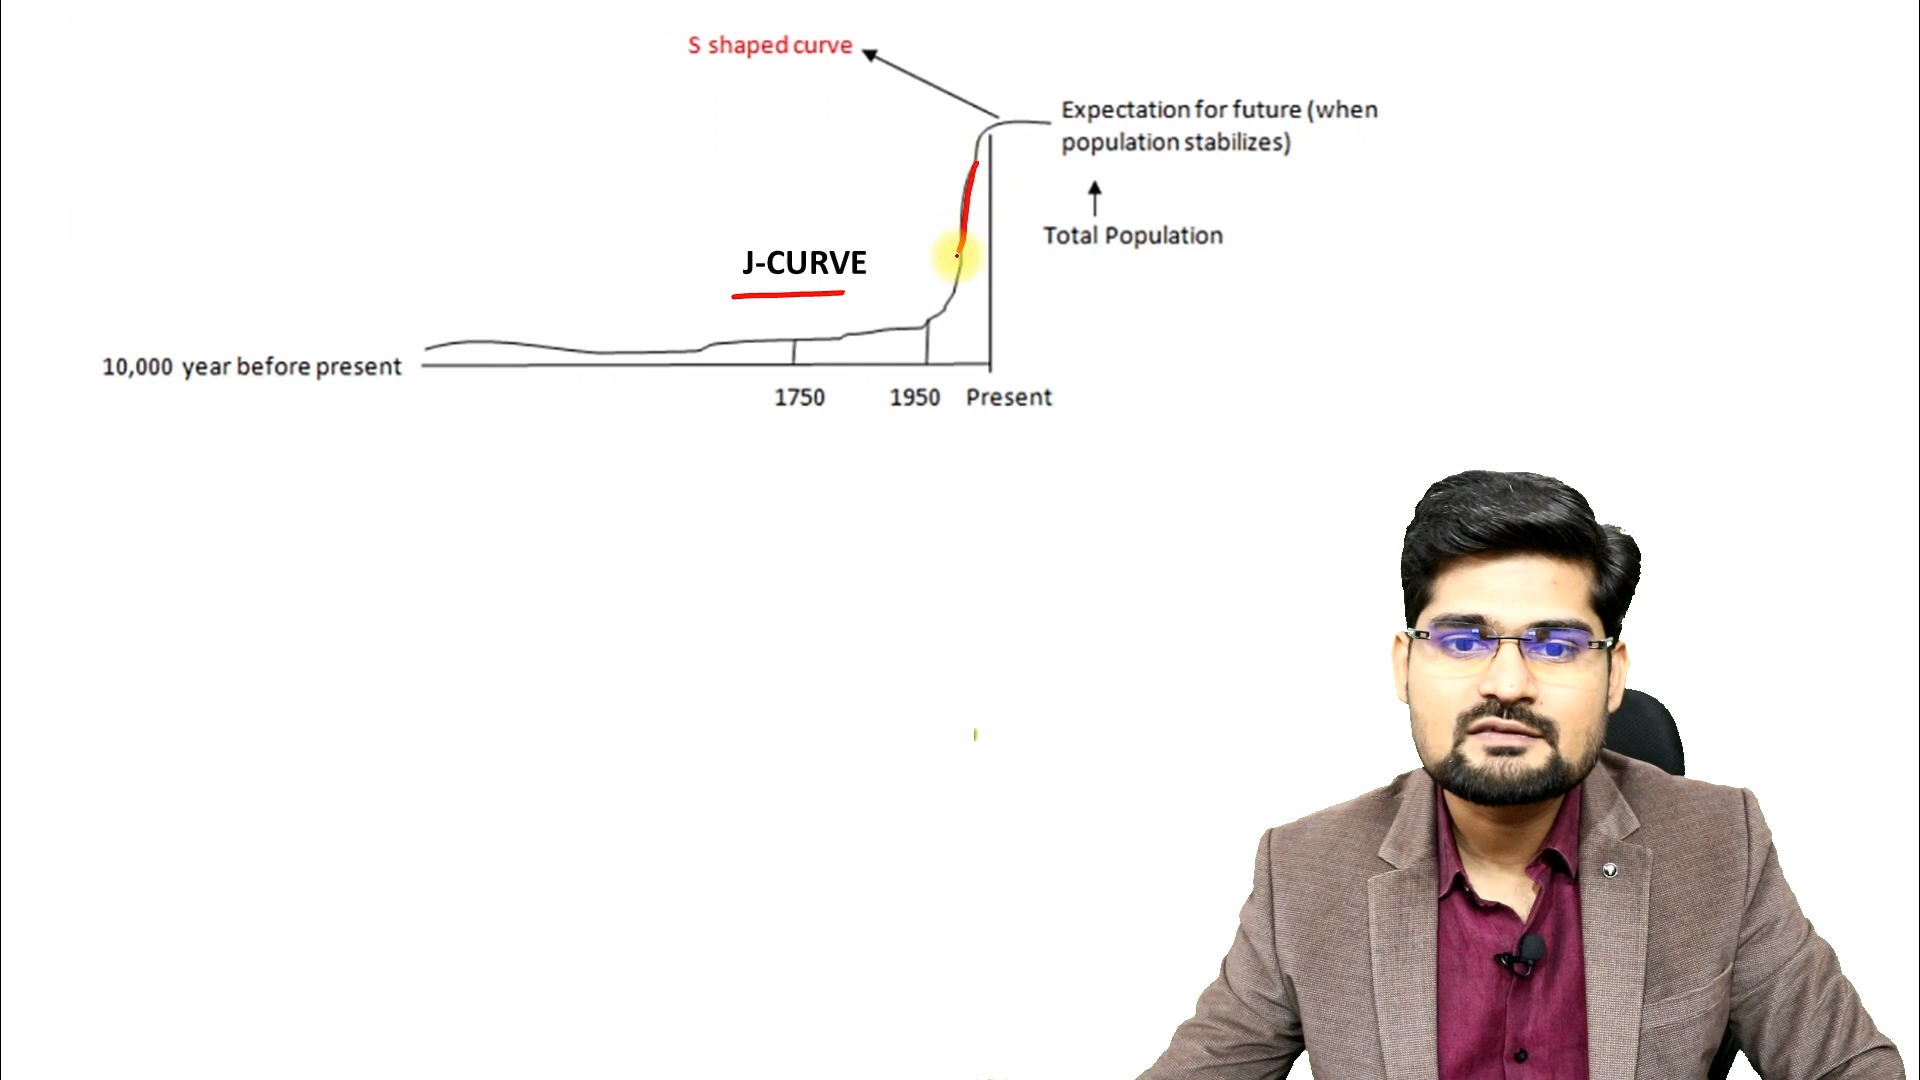 S shaped curve
Expectation for future (when
population stabilizes)
Total Population
J-CURVE
10,000 year before present
1750 1950 Present